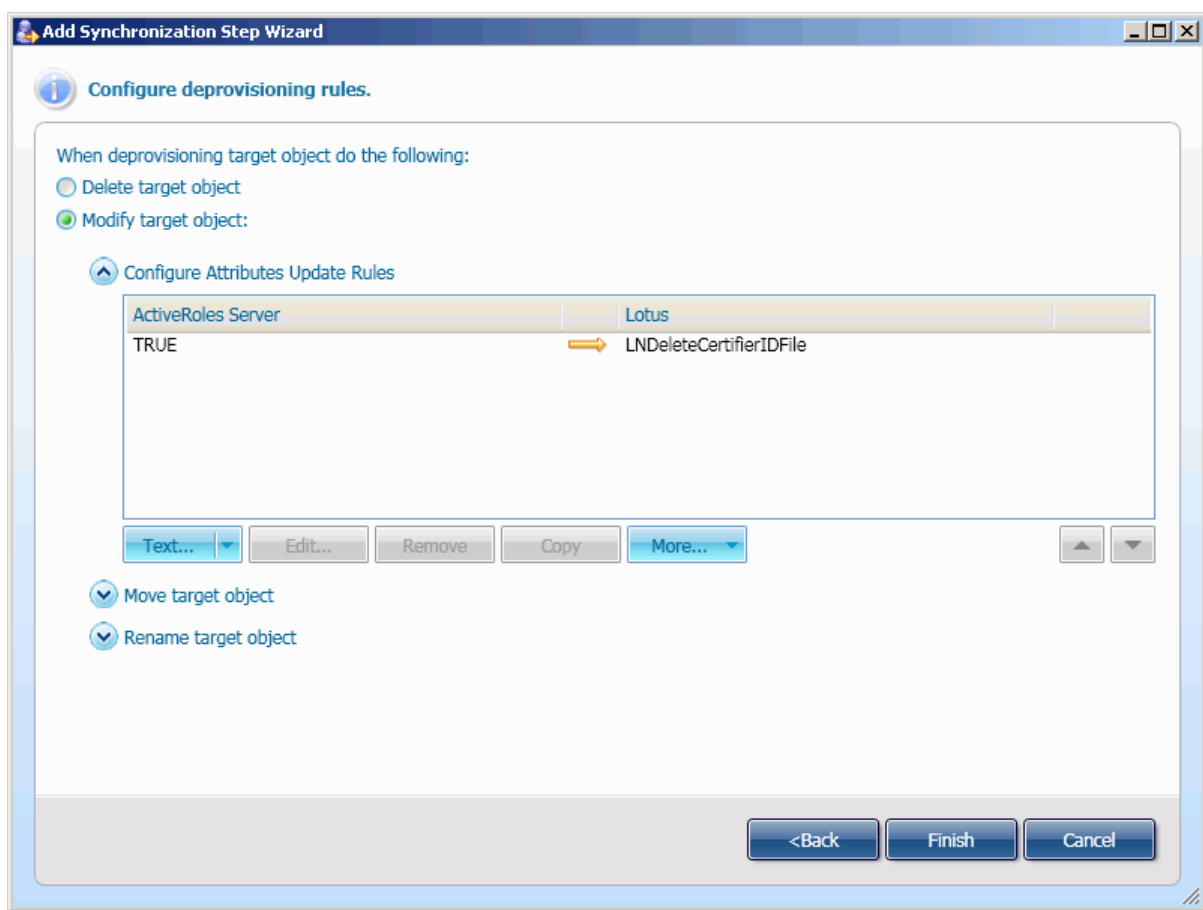 Add Synchronization Step Wizard
Configure deprovisioning rules.
When deprovisioning target object do the following:
Delete target object
Modify target object:
Configure Attributes Update Rules
ActiveRoles Server Lotus
TRUE LNDeleteCertifierIDFile
Text... Edit... Remove Copy More...
Move target object
Rename target object
<Back Finish Cancel